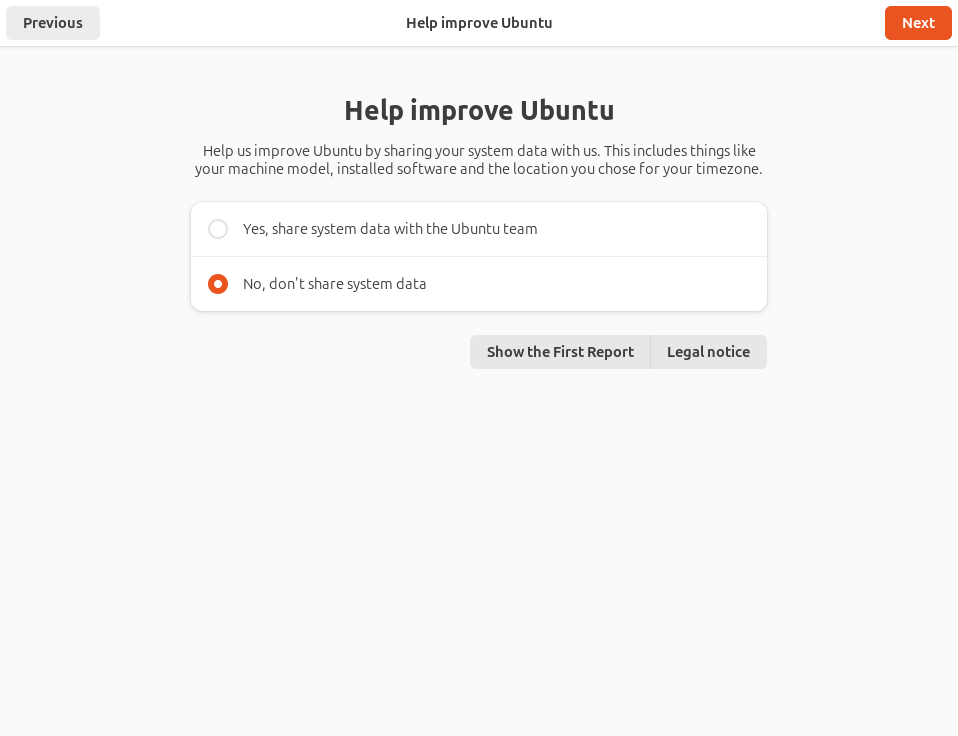 Previous
Help improve Ubuntu
Next
Help improve Ubuntu
Help us improve Ubuntu by sharing your system data with us. This includes things like
your machine model, installed software and the location you chose for your timezone.
Yes, share system data with the Ubuntu team
No, don't share system data
Show the First Report
Legal notice